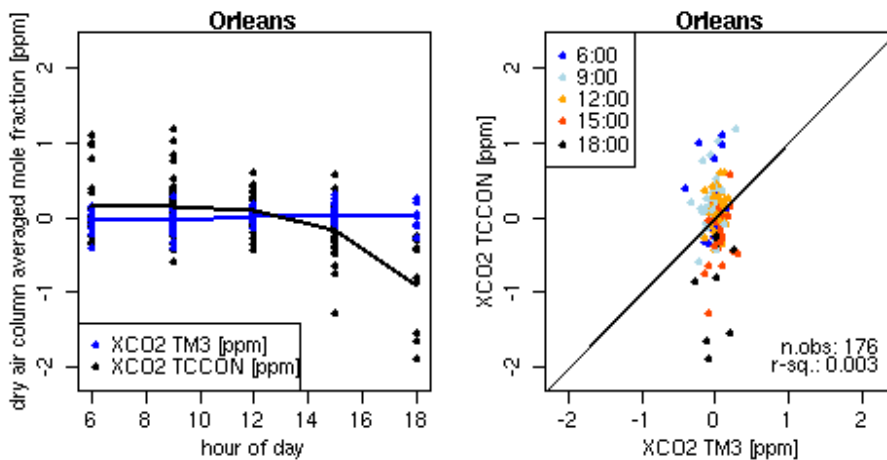 Orleans
dry air column averaged mole fraction [ppm]
2
1
0
-1
-2
XCO2 TM3 [ppm]
XCO2 TCCON [ppm]
6
8
10
12
14
16
18
hour of day
Orleans
XCO2 TCCON [ppm]
2
1
0
-1
-2
6:00
9:00
12:00
15:00
18:00
n.obs: 176
r-sq.: 0.003
-2
-1
0
1
2
XCO2 TM3 [ppm]